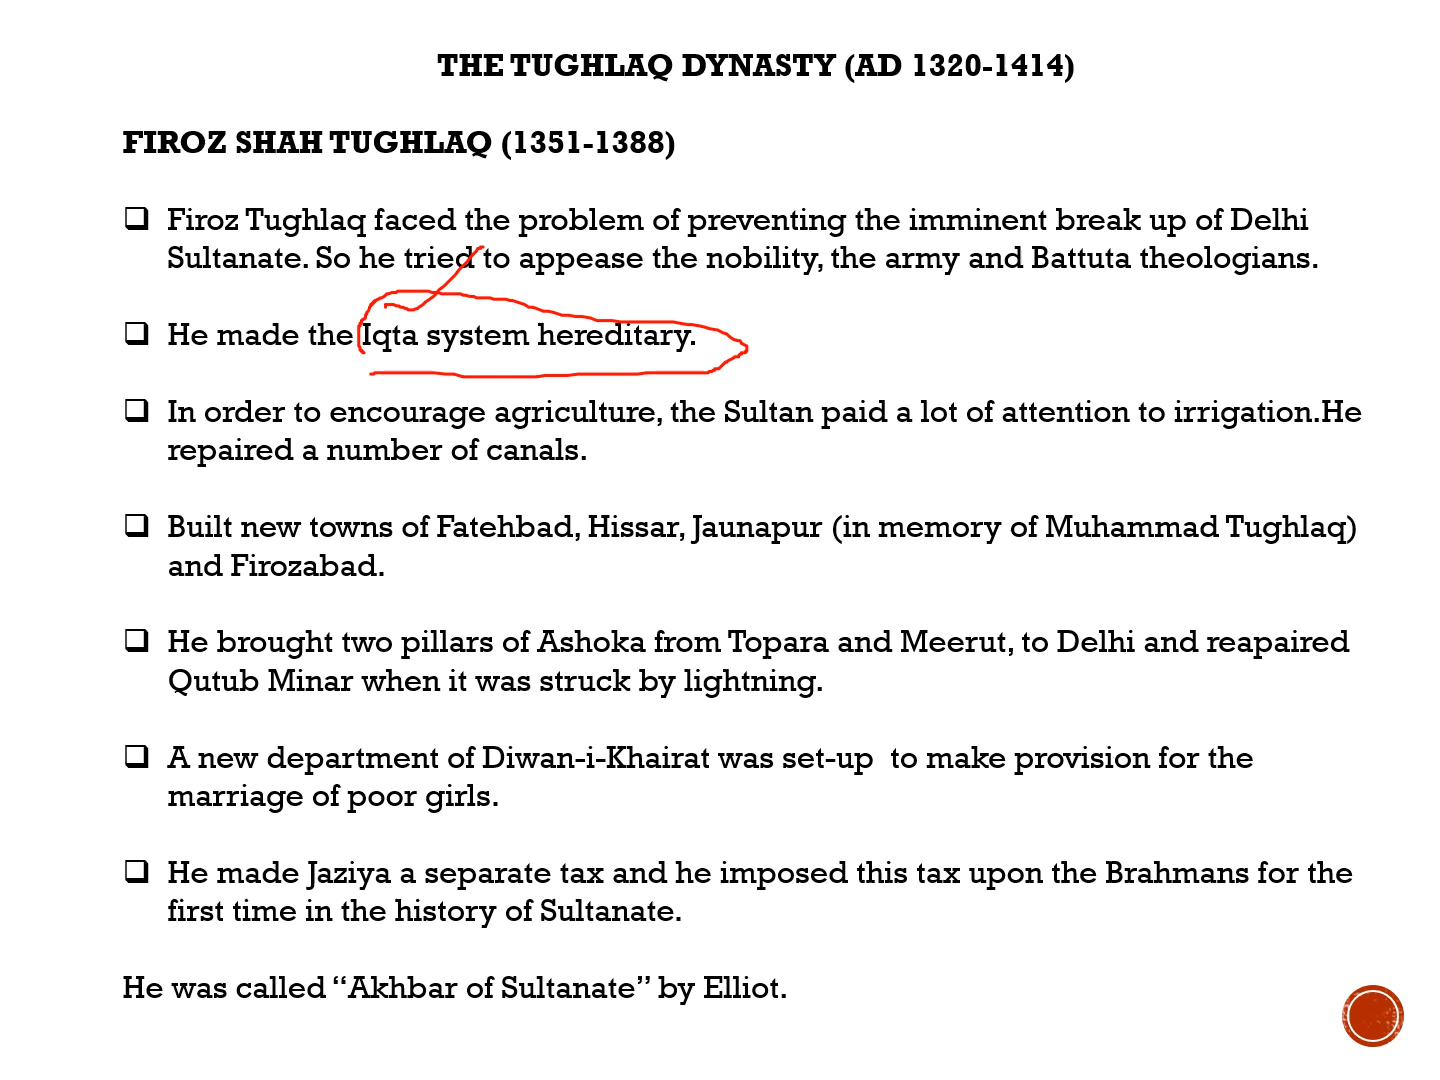 THE TUGHLAQ DYNASTY (AD 1320-1414)
FIROZ SHAH TUGHLAQ (1351-1388)
Firoz Tughlaq faced the problem of preventing the imminent break up of Delhi
Sultanate. So he tried to appease the nobility, the army and Battuta theologians.
He made the Iqta system hereditary.
In order to encourage agriculture, the Sultan paid a lot of attention to irrigation.He
repaired a number of canals.
Built new towns of Fatehbad, Hissar, Jaunapur (in memory of Muhammad Tughlaq)
and Firozabad.
He brought two pillars of Ashoka from Topara and Meerut, to Delhi and reapaired
Qutub Minar when it was struck by lightning.
A new department of Diwan-i-Khairat was set-up  to make provision for the
marriage of poor girls.
He made Jaziya a separate tax and he imposed this tax upon the Brahmans for the
first time in the history of Sultanate.
He was called “Akhbar of Sultanate” by Elliot.